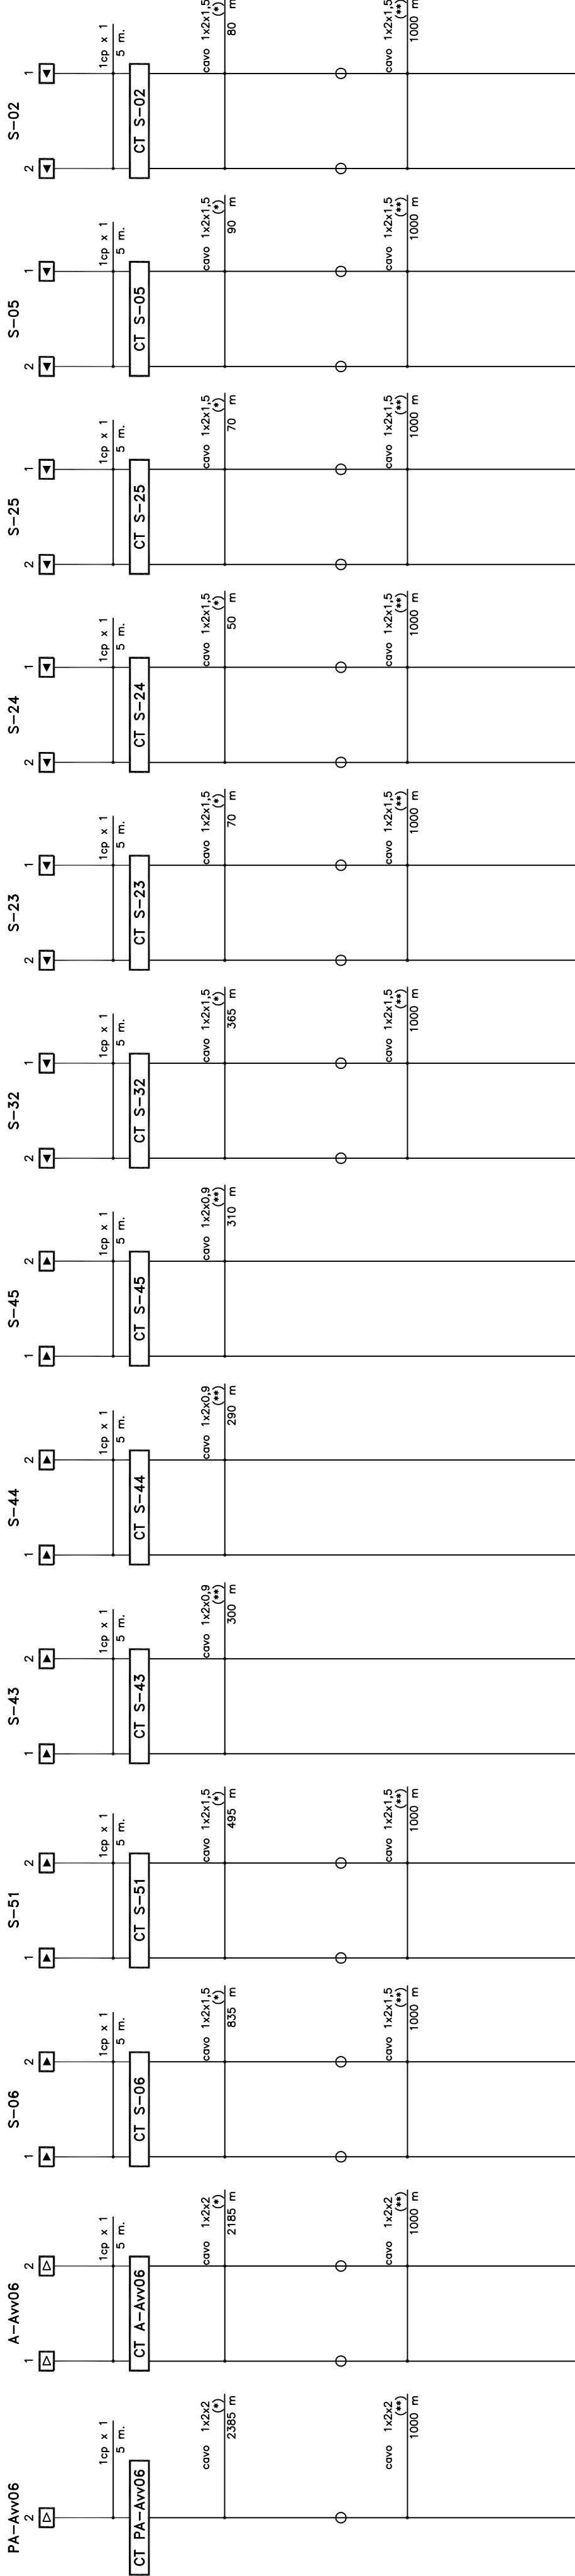 PA-Avv06
2
1cp x 1
5 m.
CT PA-Avv06
cavo 1x2x2
(*)
2385 m
cavo 1x2x2
(**)
1000 m
A-Avv06
1 2
1cp x 1
5 m.
CT A-Avv06
cavo 1x2x2
(*)
2185 m
cavo 1x2x2
(**)
1000 m
S-06
1 2
1cp x 1
5 m.
CT S-06
cavo 1x2x1,5
(*)
835 m
cavo 1x2x1,5
(**)
1000 m
S-51
1 2
1cp x 1
5 m.
CT S-51
cavo 1x2x1,5
(*)
495 m
cavo 1x2x1,5
(**)
1000 m
S-43
1 2
1cp x 1
5 m.
CT S-43
cavo 1x2x0,9
(**)
300 m
S-44
1 2
1cp x 1
5 m.
CT S-44
cavo 1x2x0,9
(**)
290 m
S-45
1 2
1cp x 1
5 m.
CT S-45
cavo 1x2x0,9
(**)
310 m
S-32
2 1
1cp x 1
5 m.
CT S-32
cavo 1x2x1,5
(*)
365 m
cavo 1x2x1,5
(**)
1000 m
S-23
2 1
1cp x 1
5 m.
CT S-23
cavo 1x2x1,5
(*)
70 m
cavo 1x2x1,5
(**)
1000 m
S-24
2 1
1cp x 1
5 m.
CT S-24
cavo 1x2x1,5
(*)
50 m
cavo 1x2x1,5
(**)
1000 m
S-25
2 1
1cp x 1
5 m.
CT S-25
cavo 1x2x1,5
(*)
70 m
cavo 1x2x1,5
(**)
1000 m
S-05
2 1
1cp x 1
5 m.
CT S-05
cavo 1x2x1,5
(*)
90 m
cavo 1x2x1,5
(**)
1000 m
S-02
2 1
1cp x 1
5 m.
CT S-02
cavo 1x2x1,5
(*)
80 m
cavo 1x2x1,5
(**)
1000 m